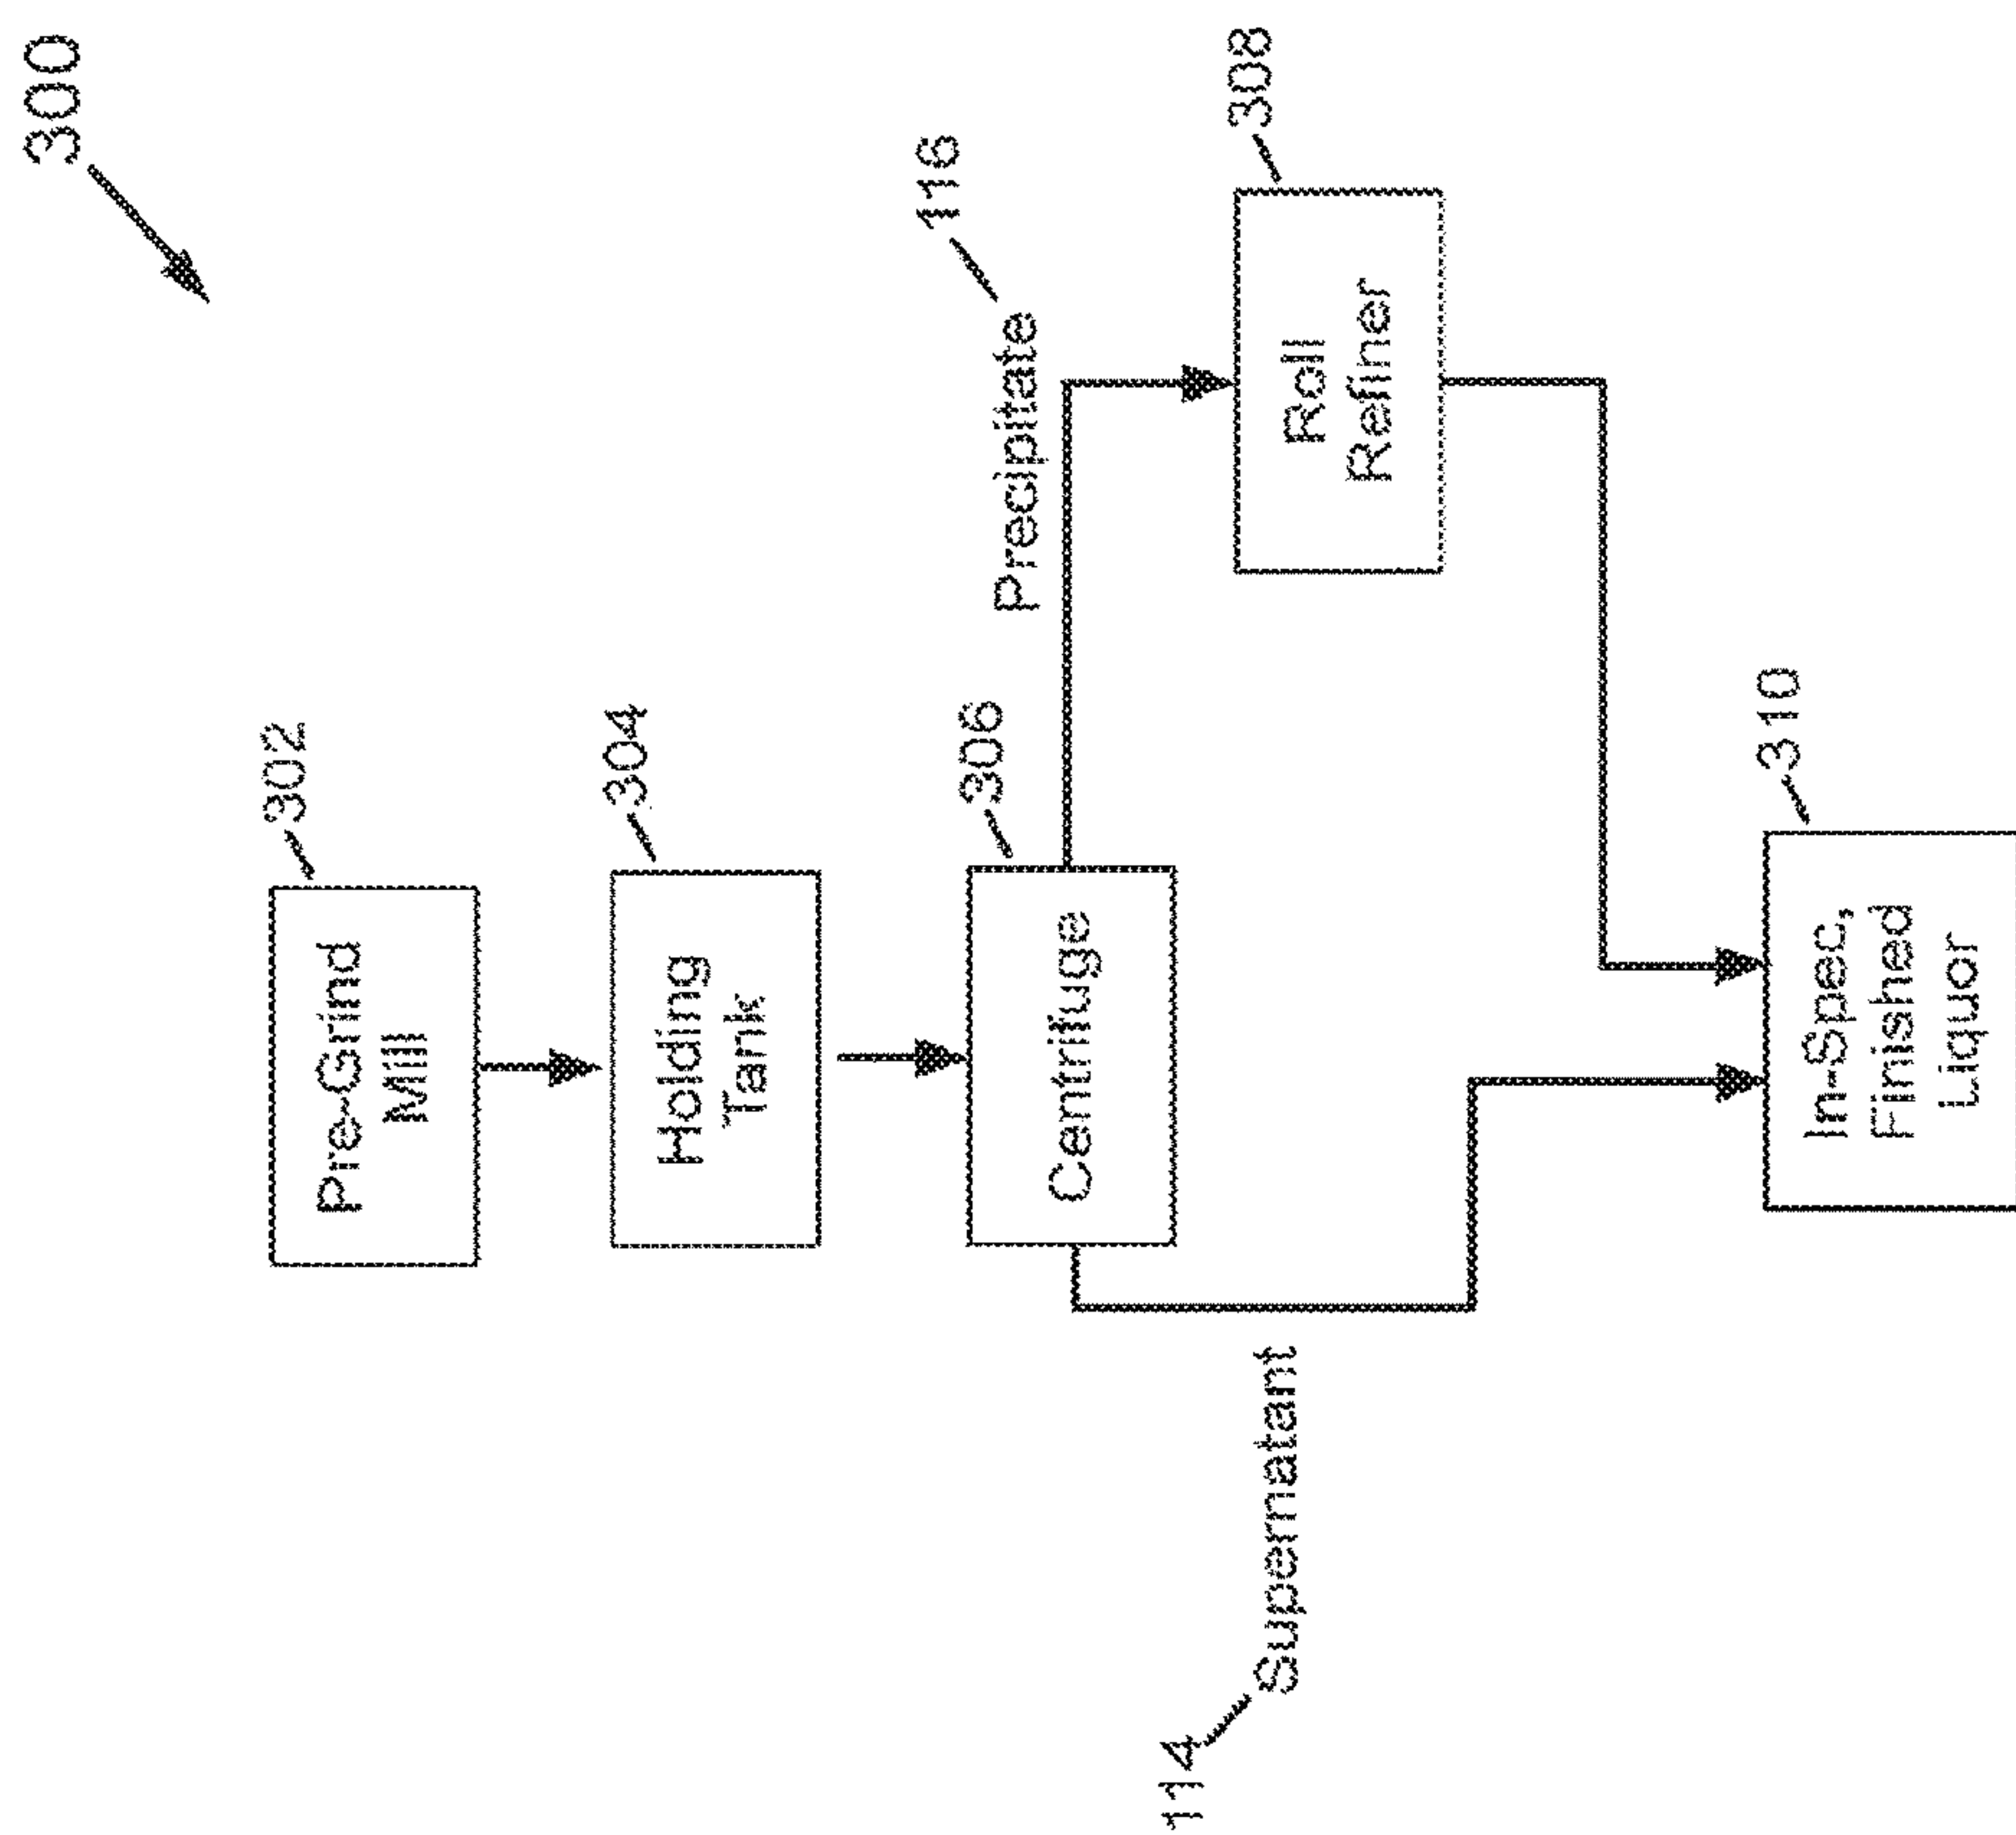 300
302
Pre-Grind
Mill
304
Holding
Tank
306
Centrifuge
Precipitate
116
308
Roll
Refiner
114
Supernatant
310
In-Spec,
Finished
Liquor